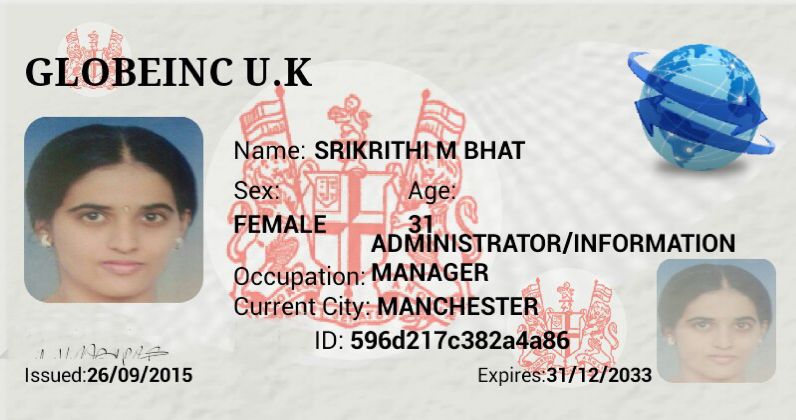 GLOBEINC U.K
Name: SRIKRITHI M BHAT
Sex: Age:
FEMALE 31
ADMINISTRATOR/INFORMATION
Occupation: MANAGER
Current City: MANCHESTER
ID: 596d217c382a4a86
Issued:26/09/2015 Expires:31/12/2033